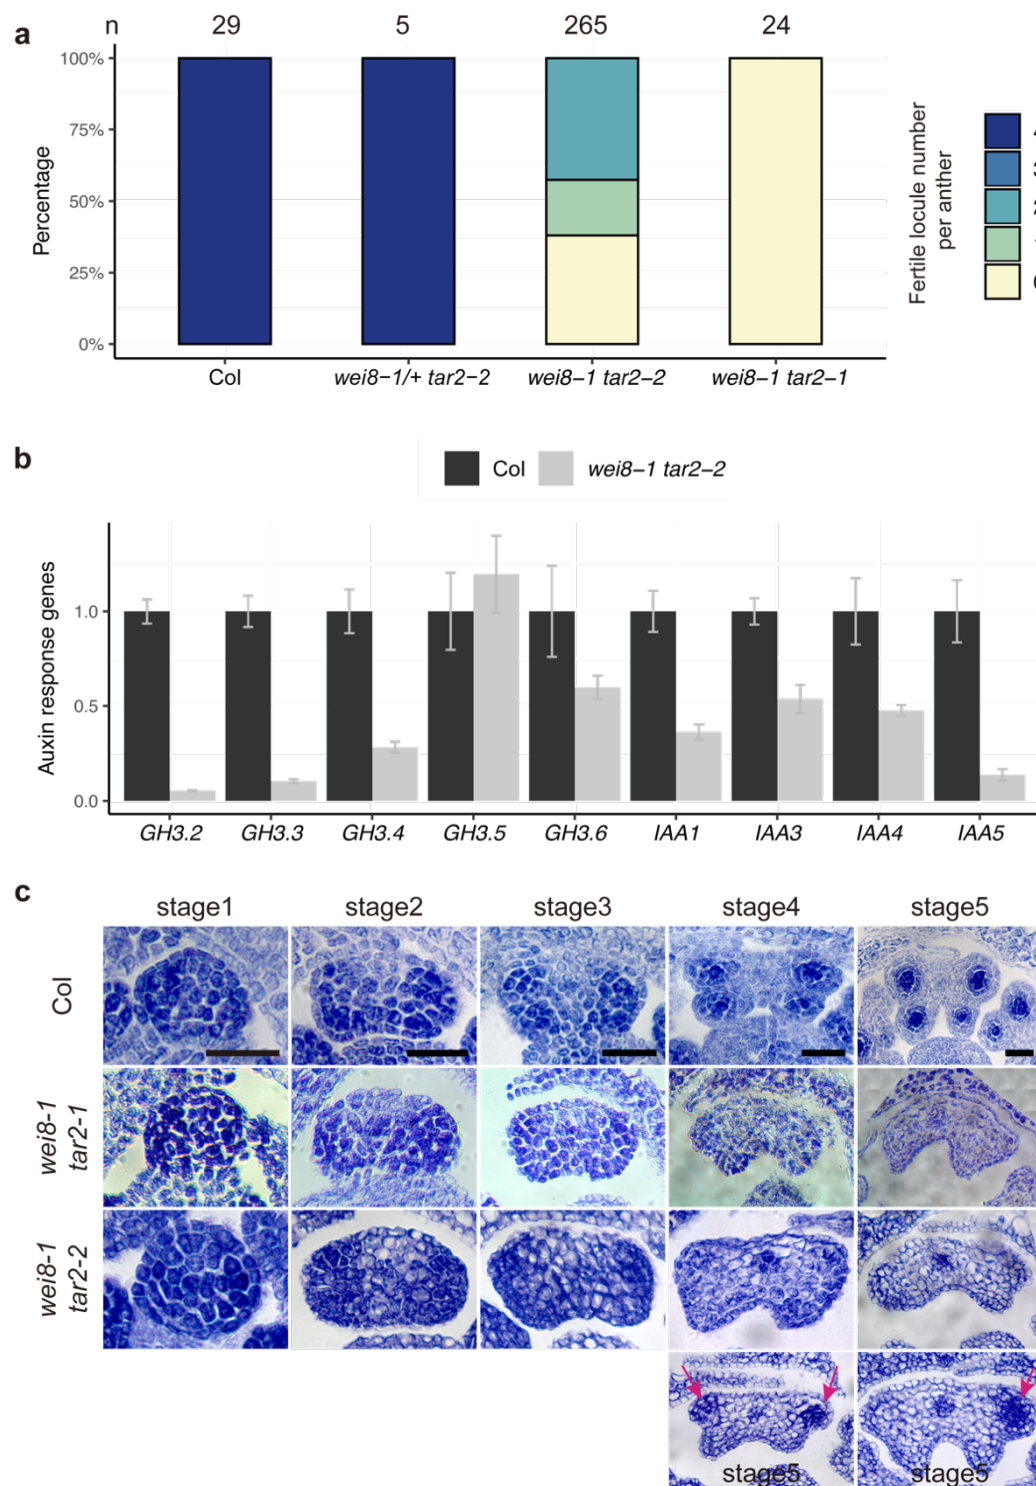 a
n 29 5 265 24
100%
75%
50%
25%
0%
Percentage
Col wei8−1/+ tar2−2 wei8−1 tar2−2 wei8−1 tar2−1
Fertile locule number
per anther
b
Col wei8−1 tar2−2
Auxin response genes
1.0
0.5
0.0
GH3.2 GH3.3 GH3.4 GH3.5 GH3.6 IAA1 IAA3 IAA4 IAA5
c
stage1 stage2 stage3 stage4 stage5
Col
wei8-1
tar2-1
wei8-1
tar2-2
stage5 stage5